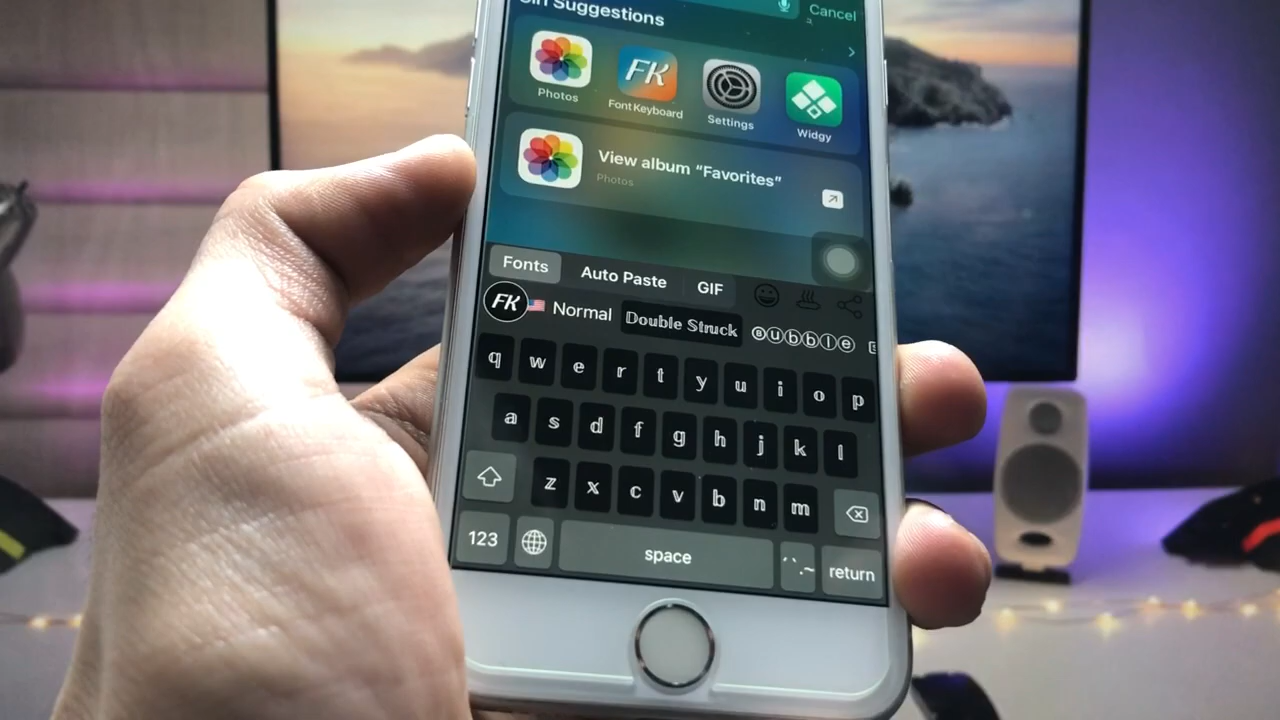 Siri Suggestions
Cancel
FK
Photos
Font Keyboard
Settings
Widgy
View album “Favorites”
Photos
Fonts Auto Paste GIF
FK Normal 𝔻𝕠𝕦𝕓𝕝𝕖 𝕊𝕥𝕣𝕦𝕔𝕜 ⓑⓤⓑⓑⓛⓔ
𝕢 𝕨 𝕖 𝕣 𝕥 𝕪 𝕦 𝕚 𝕠 𝕡
𝕒 𝕤 𝕕 𝕗 𝕘 𝕙 𝕛 𝕜 𝕝
𝕫 𝕩 𝕔 𝕧 𝕓 𝕟 𝕞
123 space return